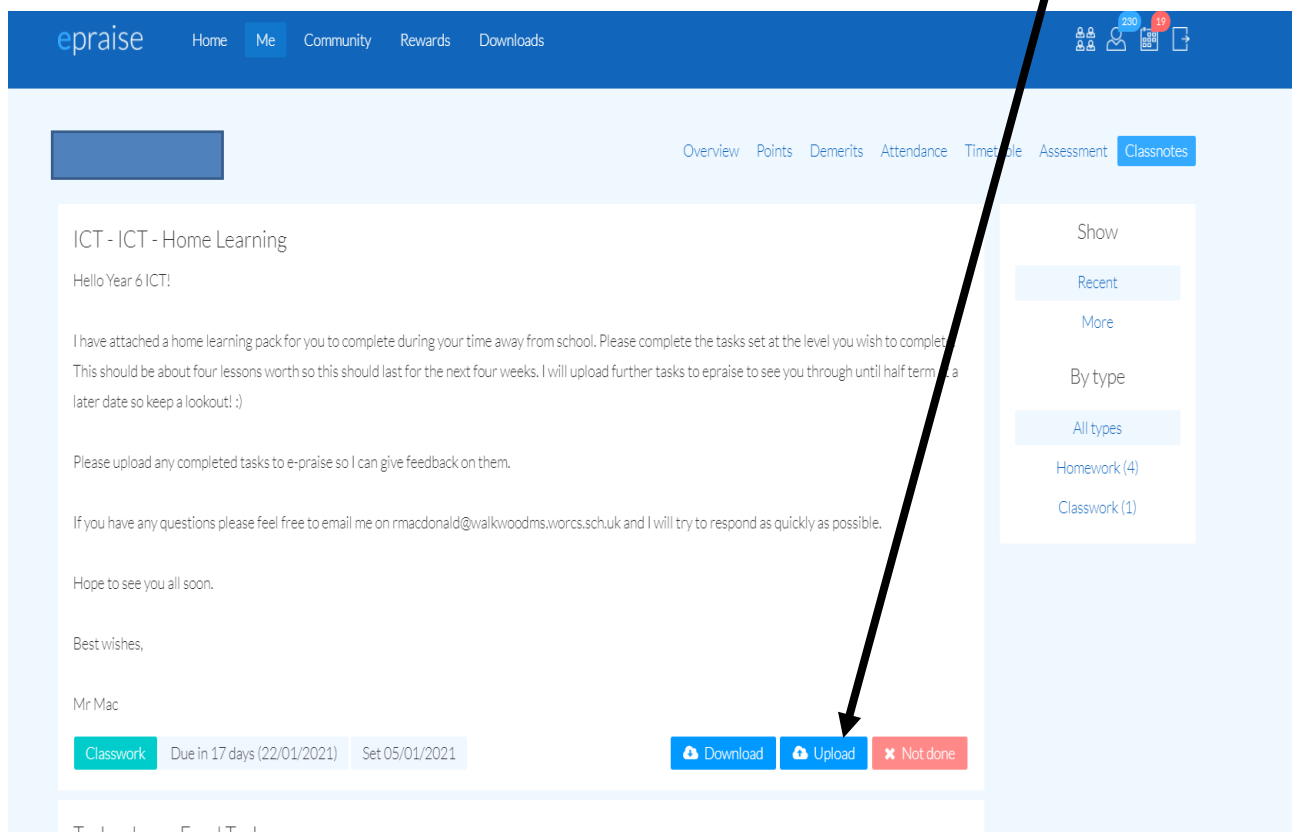 epraise Home Me Community Rewards Downloads 230 19
Overview Points Demerits Attendance Assessment Classnotes
ICT - ICT - Home Learning
Hello Year 6 ICT!
I have attached a home learning pack for you to complete during your time away from school. Please complete the tasks set at the level you wish to complete
This should be about four lessons worth so this should last for the next four weeks. I will upload further tasks to epraise to see you through until half term at a
later date so keep a lookout! :)
Please upload any completed tasks to e-praise so I can give feedback on them.
If you have any questions please feel free to email me on rmacdonald@walkwoodms.worcs.sch.uk and I will try to respond as quickly as possible.
Hope to see you all soon.
Best wishes,
Mr Mac
Classwork Due in 17 days (22/01/2021) Set 05/01/2021 Download Upload Not done
Show
Recent
More
By type
All types
Homework (4)
Classwork (1)